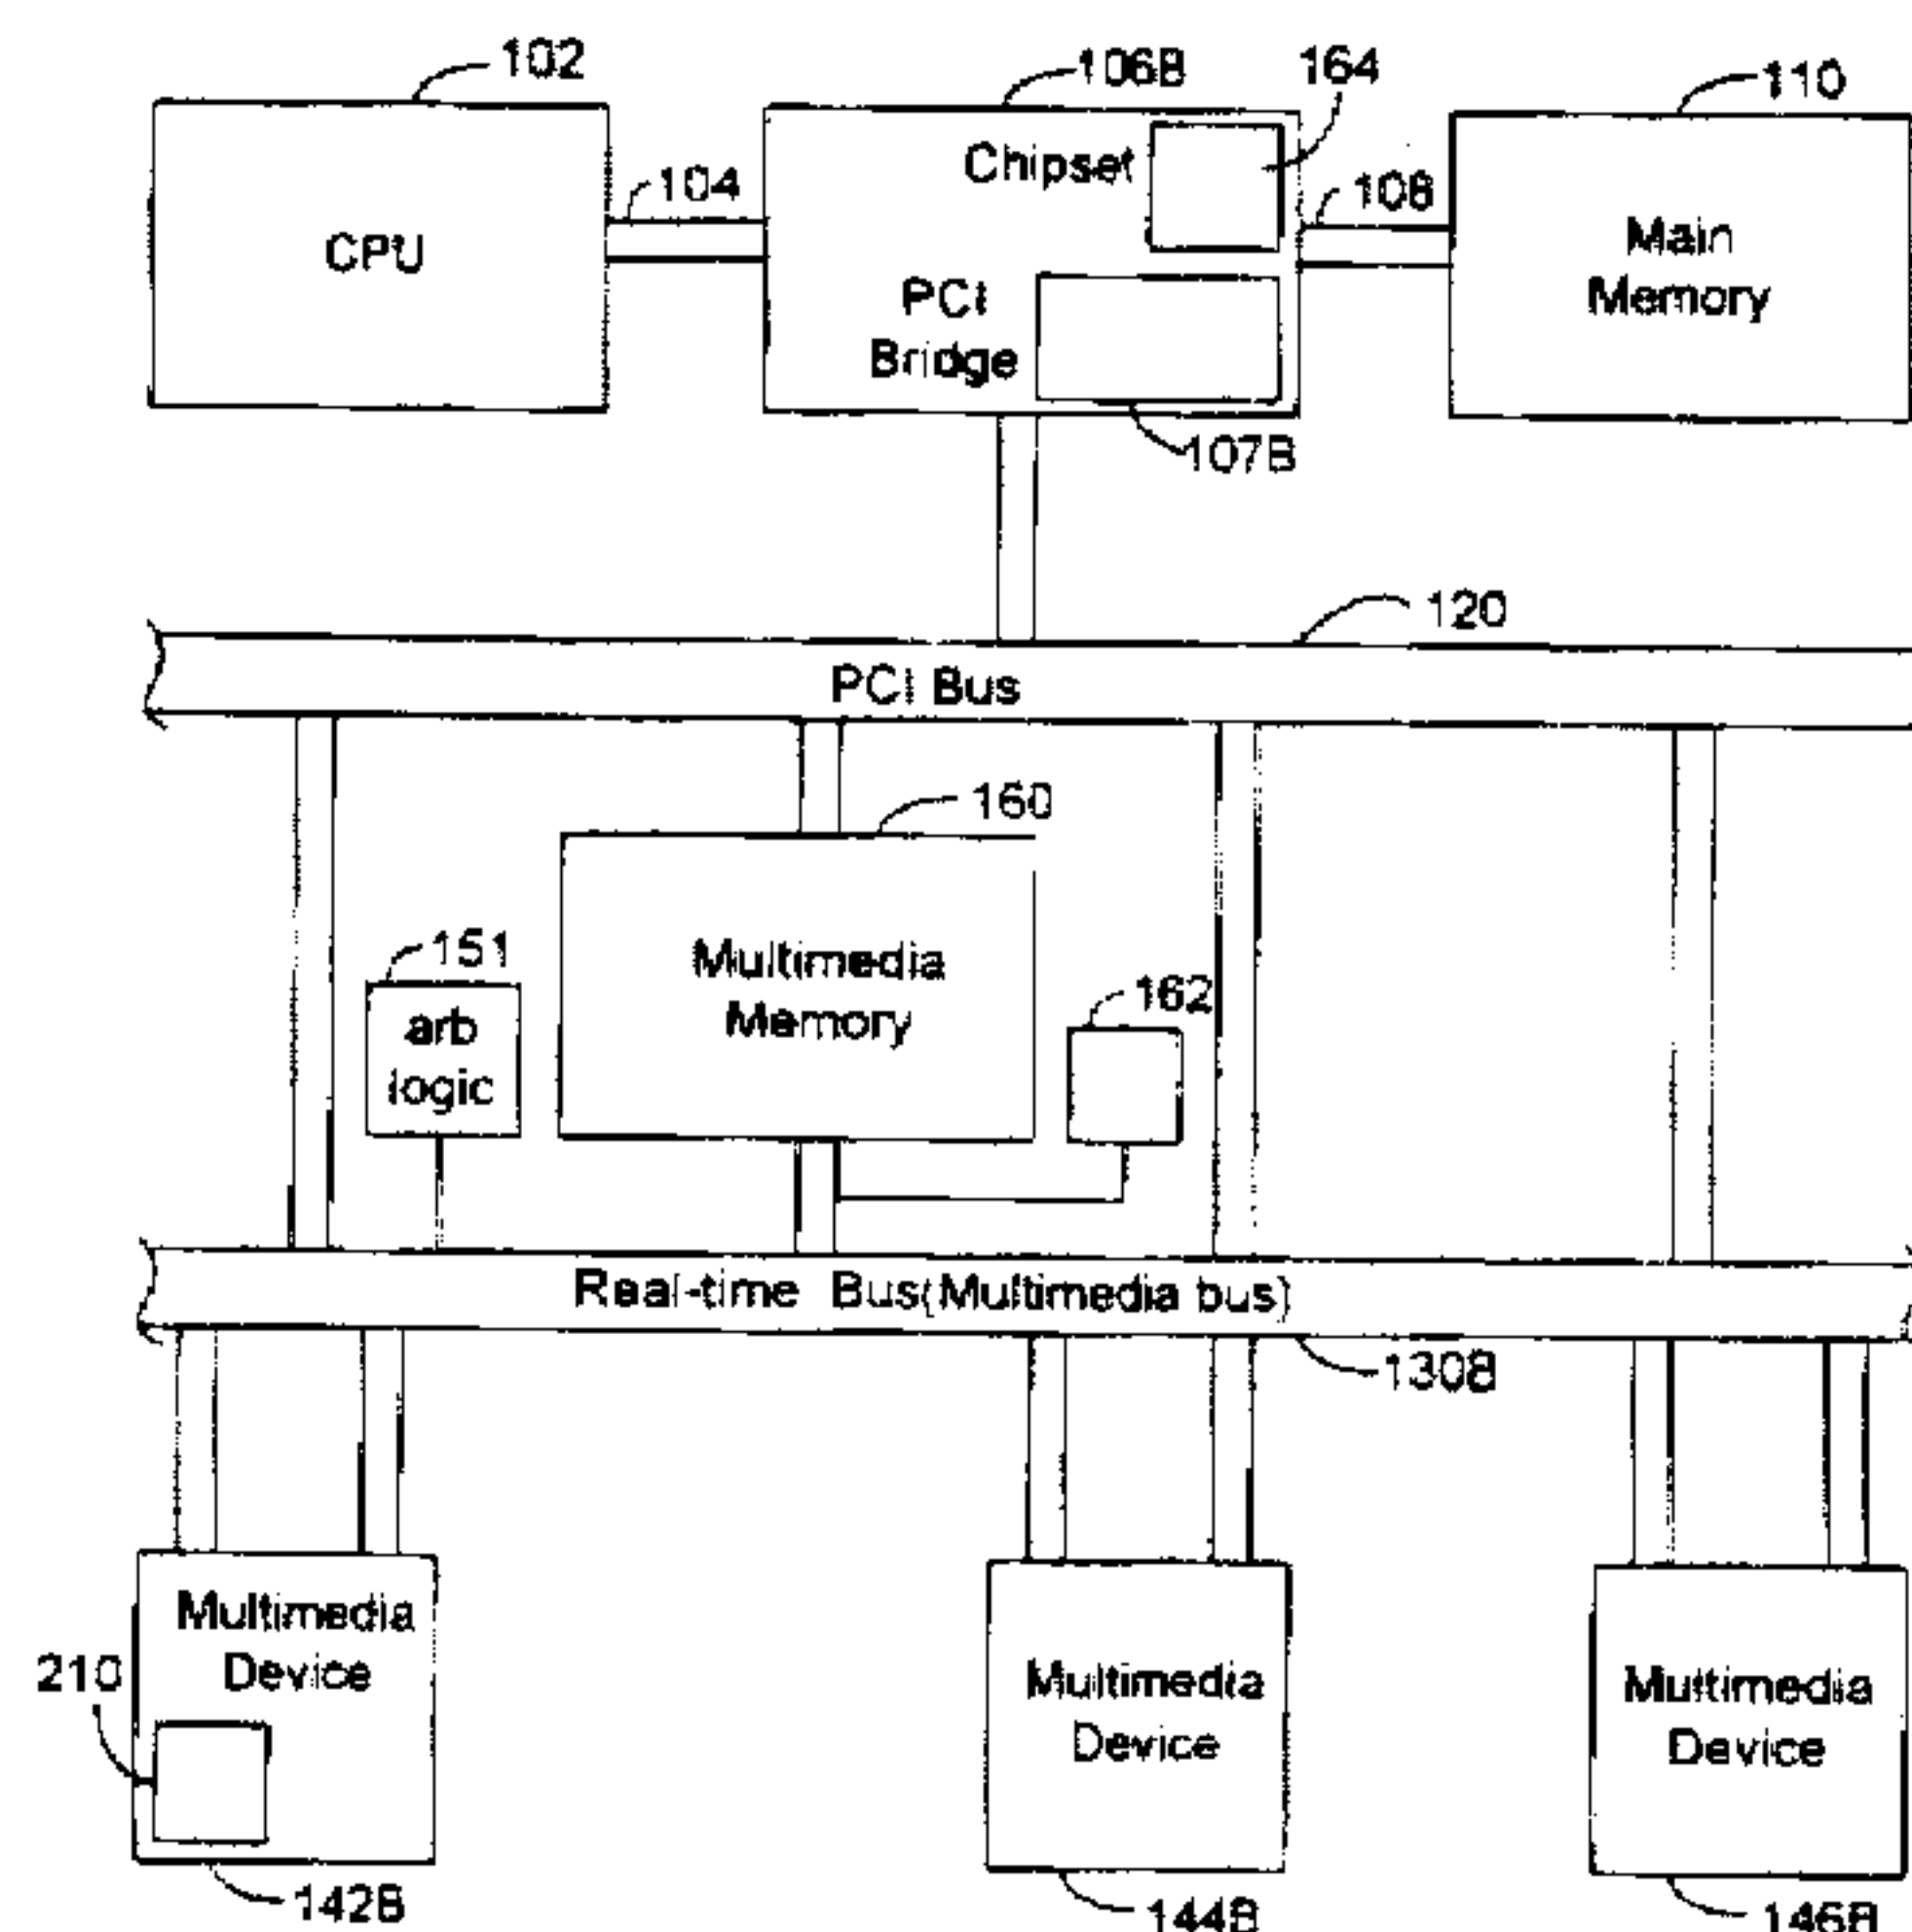 102
106B
164
110
Chipset
104
108
CPU
Main
Memory
PCI
Bridge
107B
120
PCI Bus
160
151
Multimedia
Memory
162
arb
logic
Real-time Bus(Multimedia bus)
130B
Multimedia
Device
210
Multimedia
Device
Multimedia
Device
142B
144B
146B